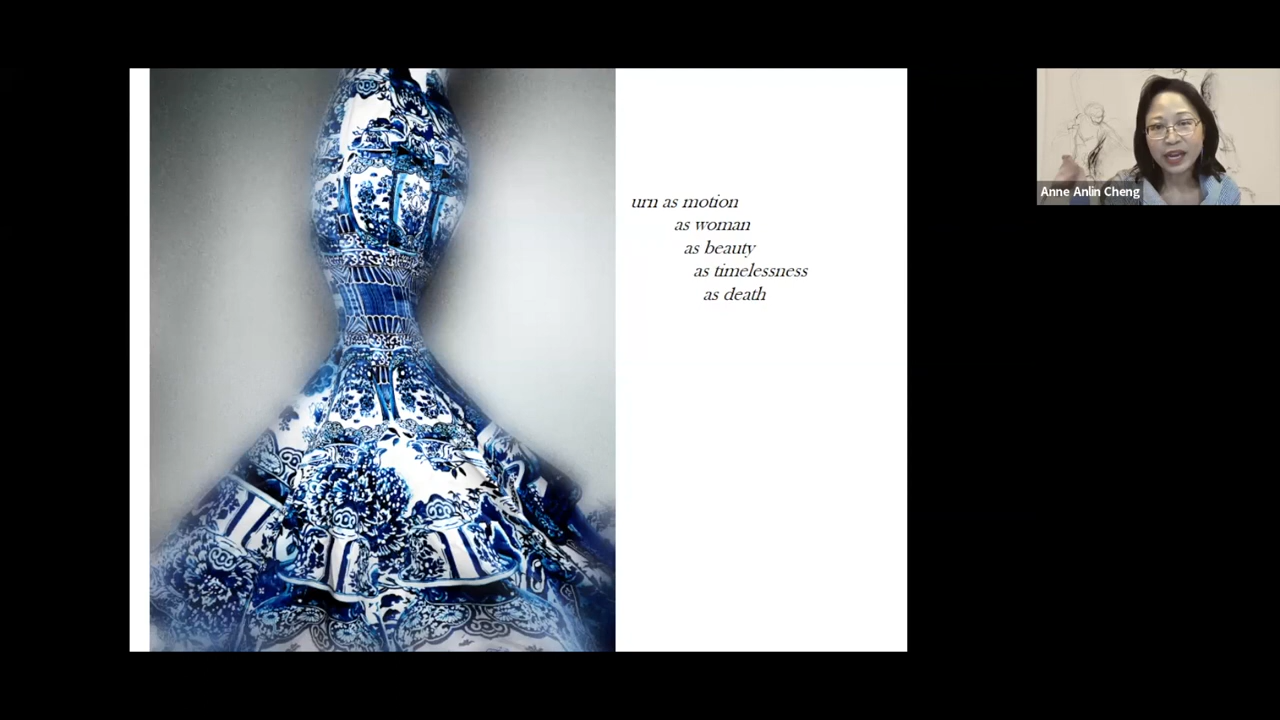 urn as motion
as woman
as beauty
as timelessness
as death
Anne Anlin Cheng